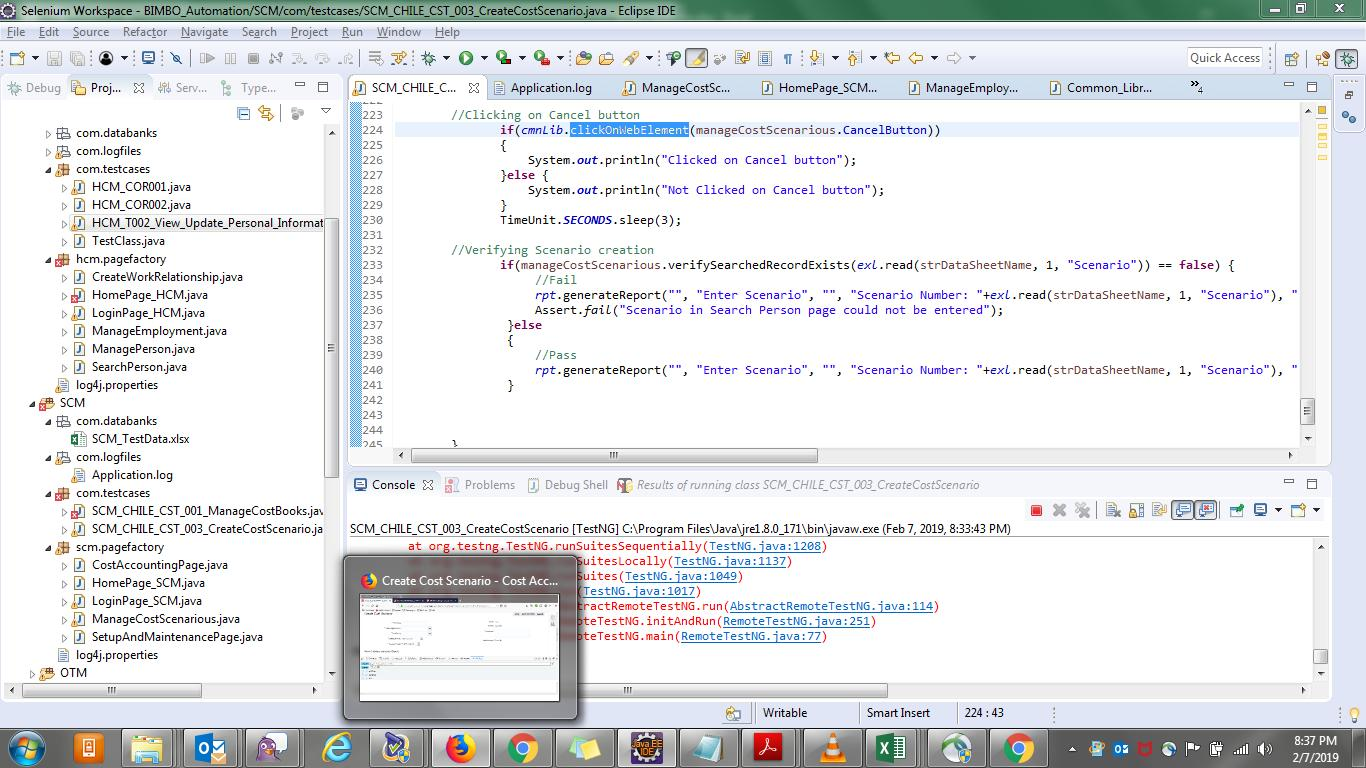 Selenium Workspace - BIMBO_Automation/SCM/com/testcases/SCM_CHILE_CST_003_CreateCostScenario.java - Eclipse IDE
File Edit Source Refactor Navigate Search Project Run Window Help
Quick Access
Debug Proj... Serv... Type...
com.databanks
com.logfiles
com.testcases
HCM_COR001.java
HCM_COR002.java
HCM_T002_View_Update_Personal_Informat
TestClass.java
hcm.pagefactory
CreateWorkRelationship.java
HomePage_HCM.java
LoginPage_HCM.java
ManageEmployment.java
ManagePerson.java
SearchPerson.java
log4j.properties
SCM
com.databanks
SCM_TestData.xlsx
com.logfiles
Application.log
com.testcases
SCM_CHILE_CST_001_ManageCostBooks.jav
SCM_CHILE_CST_003_CreateCostScenario.ja
scm.pagefactory
CostAccountingPage.java
HomePage_SCM.java
LoginPage_SCM.java
ManageCostScenarious.java
SetupAndMaintenancePage.java
log4j.properties
OTM
SCM_CHILE_C... Application.log ManageCostSc... HomePage_SCM... ManageEmploy... Common_Libr... »4
222
223 //Clicking on Cancel button
224 if(cmnLib.clickOnWebElement(manageCostScenarious.CancelButton))
225 {
226 System.out.println("Clicked on Cancel button");
227 }else {
228 System.out.println("Not Clicked on Cancel button");
229 }
230 TimeUnit.SECONDS.sleep(3);
231
232 //Verifying Scenario creation
233 if(manageCostScenarious.verifySearchedRecordExists(exl.read(strDataSheetName, 1, "Scenario")) == false) {
234 //Fail
235 rpt.generateReport("", "Enter Scenario", "", "Scenario Number: "+exl.read(strDataSheetName, 1, "Scenario"), "
236 Assert.fail("Scenario in Search Person page could not be entered");
237 }else
238 {
239 //Pass
240 rpt.generateReport("", "Enter Scenario", "", "Scenario Number: "+exl.read(strDataSheetName, 1, "Scenario"), "
241 }
242
243
244
245 }
Console Problems Debug Shell Results of running class SCM_CHILE_CST_003_CreateCostScenario
SCM_CHILE_CST_003_CreateCostScenario [TestNG] C:\Program Files\Java\jre1.8.0_171\bin\javaw.exe (Feb 7, 2019, 8:33:43 PM)
at org.testng.TestNG.runSuitesSequentially(TestNG.java:1208)
SuitesLocally(TestNG.java:1137)
Suites(TestNG.java:1049)
(TestNG.java:1017)
stractRemoteTestNG.run(AbstractRemoteTestNG.java:114)
moteTestNG.initAndRun(RemoteTestNG.java:251)
moteTestNG.main(RemoteTestNG.java:77)
Create Cost Scenario - Cost Acc...
Writable Smart Insert 224 : 43
Java EE
IDE
8:37 PM
2/7/2019